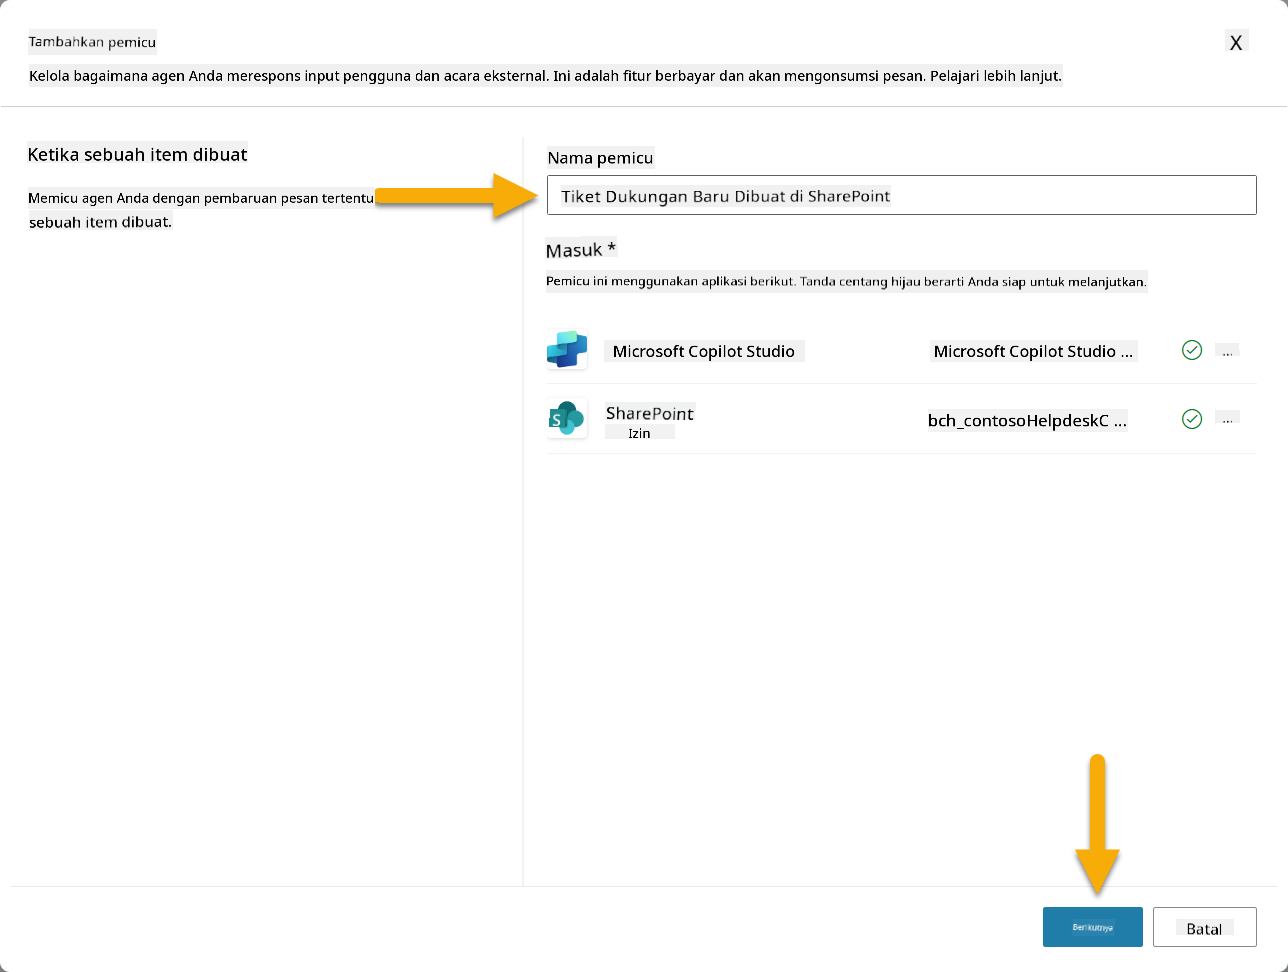 Tambahkan pemicu
X
Kelola bagaimana agen Anda merespons input pengguna dan acara eksternal. Ini adalah fitur berbayar dan akan mengonsumsi pesan. Pelajari lebih lanjut.
Ketika sebuah item dibuat
Memicu agen Anda dengan pembaruan pesan tertentu
sebuah item dibuat.
Nama pemicu
Tiket Dukungan Baru Dibuat di SharePoint
Masuk *
Pemicu ini menggunakan aplikasi berikut. Tanda centang hijau berarti Anda siap untuk melanjutkan.
Microsoft Copilot Studio
Microsoft Copilot Studio ...
...
S
SharePoint
Izin
bch_contosoHelpdeskC ...
...
Berikutnya
Batal